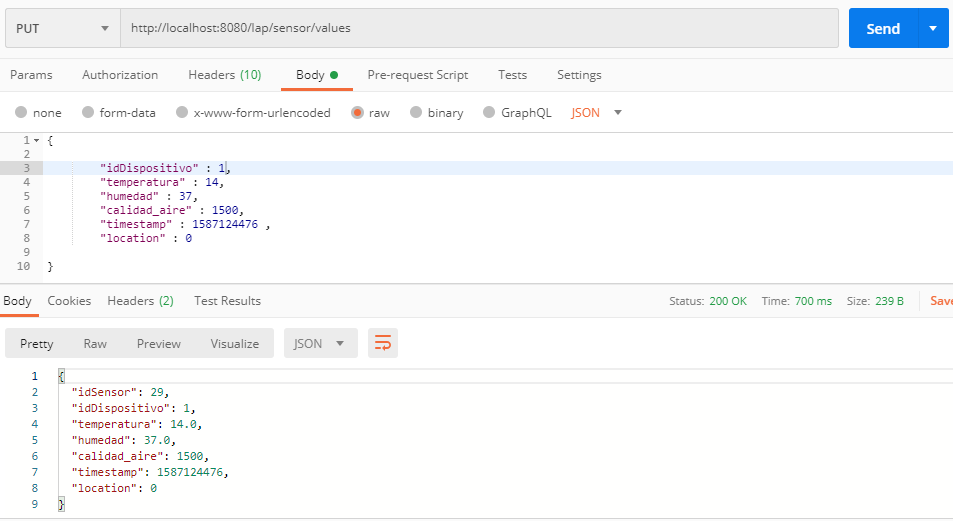 PUT http://localhost:8080/lap/sensor/values Send
Params Authorization Headers (10) Body Pre-request Script Tests Settings
none form-data x-www-form-urlencoded raw binary GraphQL JSON
1 {
2
3 "idDispositivo" : 1,
4 "temperatura" : 14,
5 "humedad" : 37,
6 "calidad_aire" : 1500,
7 "timestamp" : 1587124476 ,
8 "location" : 0
9
10 }
Body Cookies Headers (2) Test Results Status: 200 OK Time: 700 ms Size: 239 B Save
Pretty Raw Preview Visualize JSON
1 {
2 "idSensor": 29,
3 "idDispositivo": 1,
4 "temperatura": 14.0,
5 "humedad": 37.0,
6 "calidad_aire": 1500,
7 "timestamp": 1587124476,
8 "location": 0
9 }